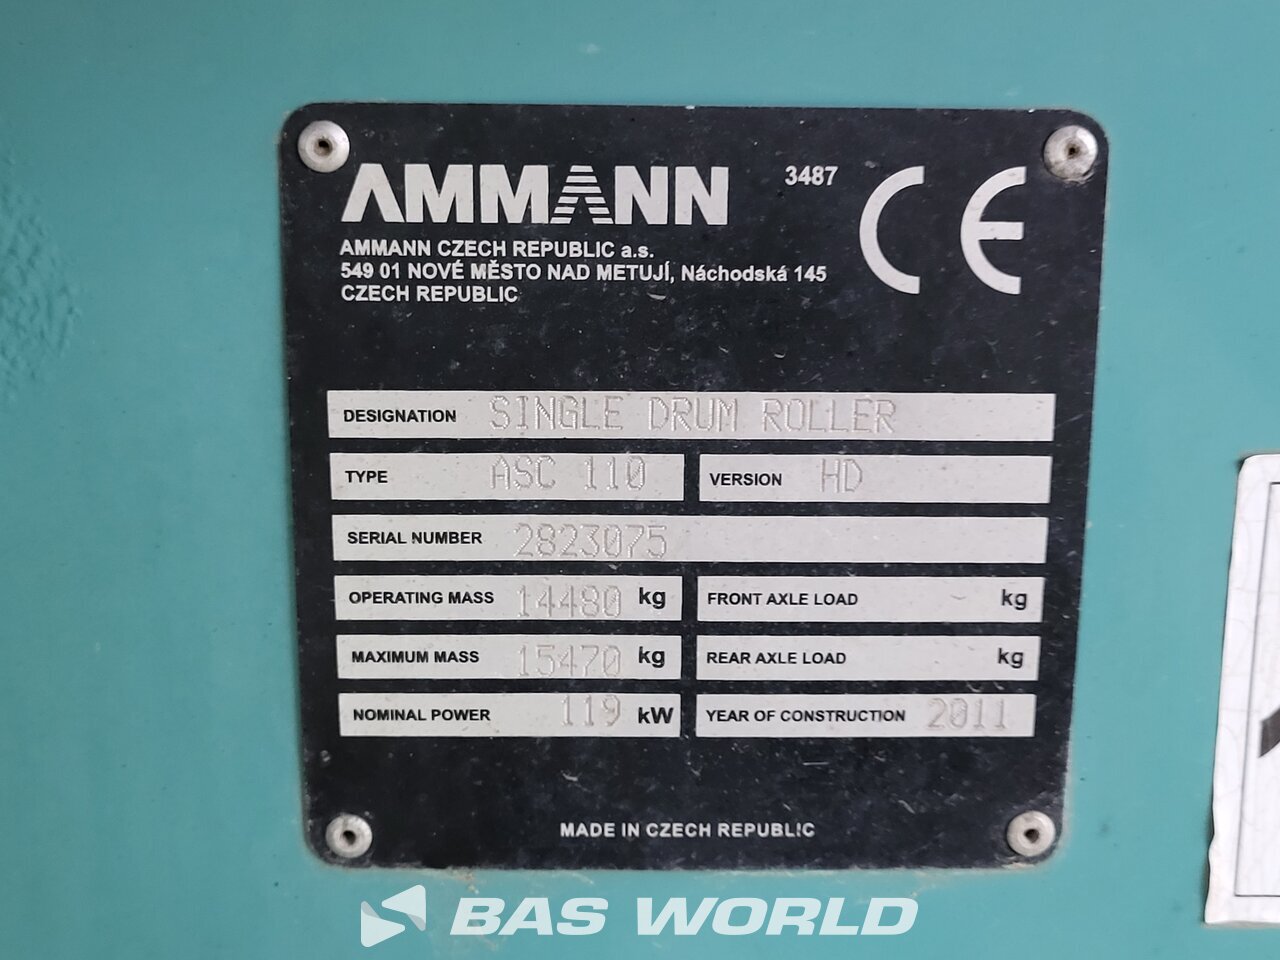 AMMANN 3487 CE
AMMANN CZECH REPUBLIC a.s.
549 01 NOVÉ MĚSTO NAD METUJÍ, Náchodská 145
CZECH REPUBLIC
DESIGNATION SINGLE DRUM ROLLER
TYPE ASC 110 VERSION HD
SERIAL NUMBER 2823075
OPERATING MASS 14480 kg FRONT AXLE LOAD kg
MAXIMUM MASS 15470 kg REAR AXLE LOAD kg
NOMINAL POWER 119 kW YEAR OF CONSTRUCTION 2011
MADE IN CZECH REPUBLIC
BAS WORLD